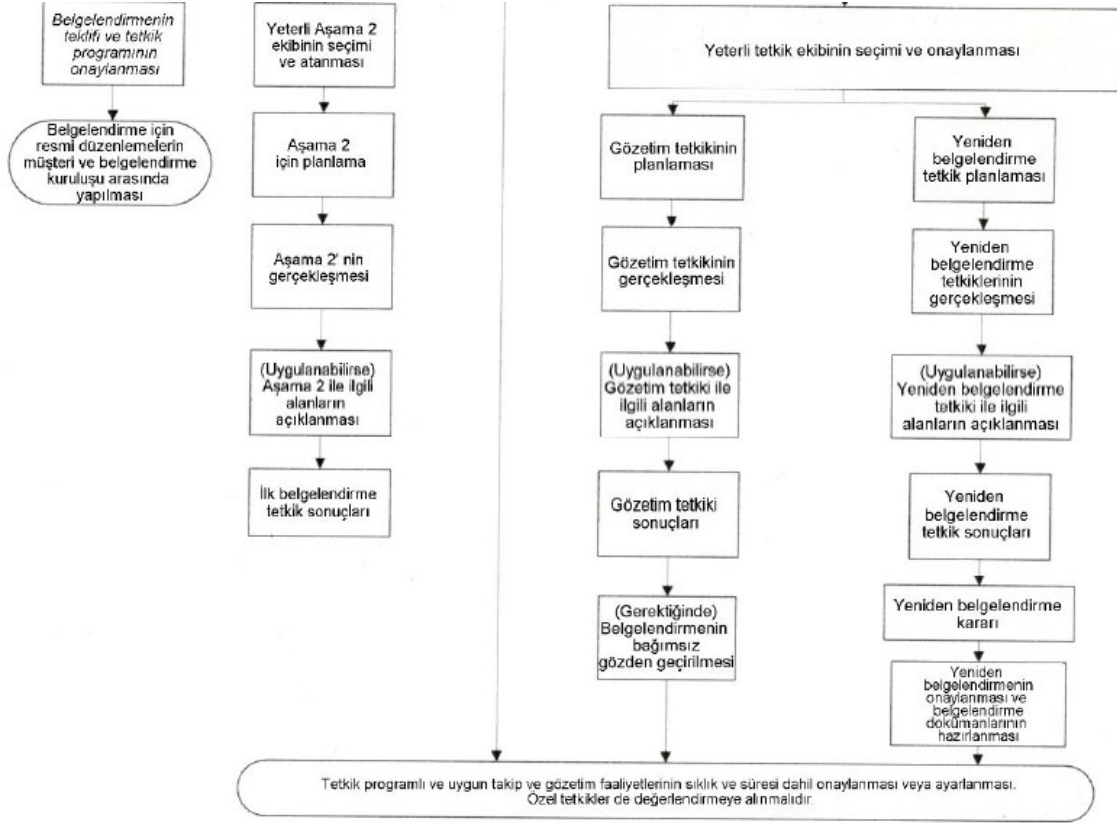 Belgelendirmenin
teklifi ve tetkik
programının
onaylanması
Belgelendirme için
resmi düzenlemelerin
müşteri ve belgelendirme
kuruluşu arasında
yapılması
Yeterli Aşama 2
ekibinin seçimi
ve atanması
Aşama 2
için planlama
Aşama 2' nin
gerçekleşmesi
(Uygulanabilirse)
Aşama 2 ile ilgili
alanların
açıklanması
İlk belgelendirme
tetkik sonuçları
Yeterli tetkik ekibinin seçimi ve onaylanması
Gözetim tetkikinin
planlaması
Gözetim tetkikinin
gerçekleşmesi
(Uygulanabilirse)
Gözetim tetkiki ile
ilgili alanların
açıklanması
Gözetim tetkiki
sonuçları
(Gerektiğinde)
Belgelendirmenin
bağımsız
gözden geçirilmesi
Yeniden
belgelendirme
tetkik planlaması
Yeniden
belgelendirme
tetkiklerinin
gerçekleşmesi
(Uygulanabilirse)
Yeniden belgelendirme
tetkiki ile ilgili
alanların açıklanması
Yeniden
belgelendirme
tetkik sonuçları
Yeniden belgelendirme
kararı
Yeniden
belgelendirmenin
onaylanması ve
belgelendirme
dokümanlarının
hazırlanması
Tetkik programlı ve uygun takip ve gözetim faaliyetlerinin sıklık ve süresi dahil onaylanması veya ayarlanması.
Özel tetkikler de değerlendirmeye alınmalıdır.